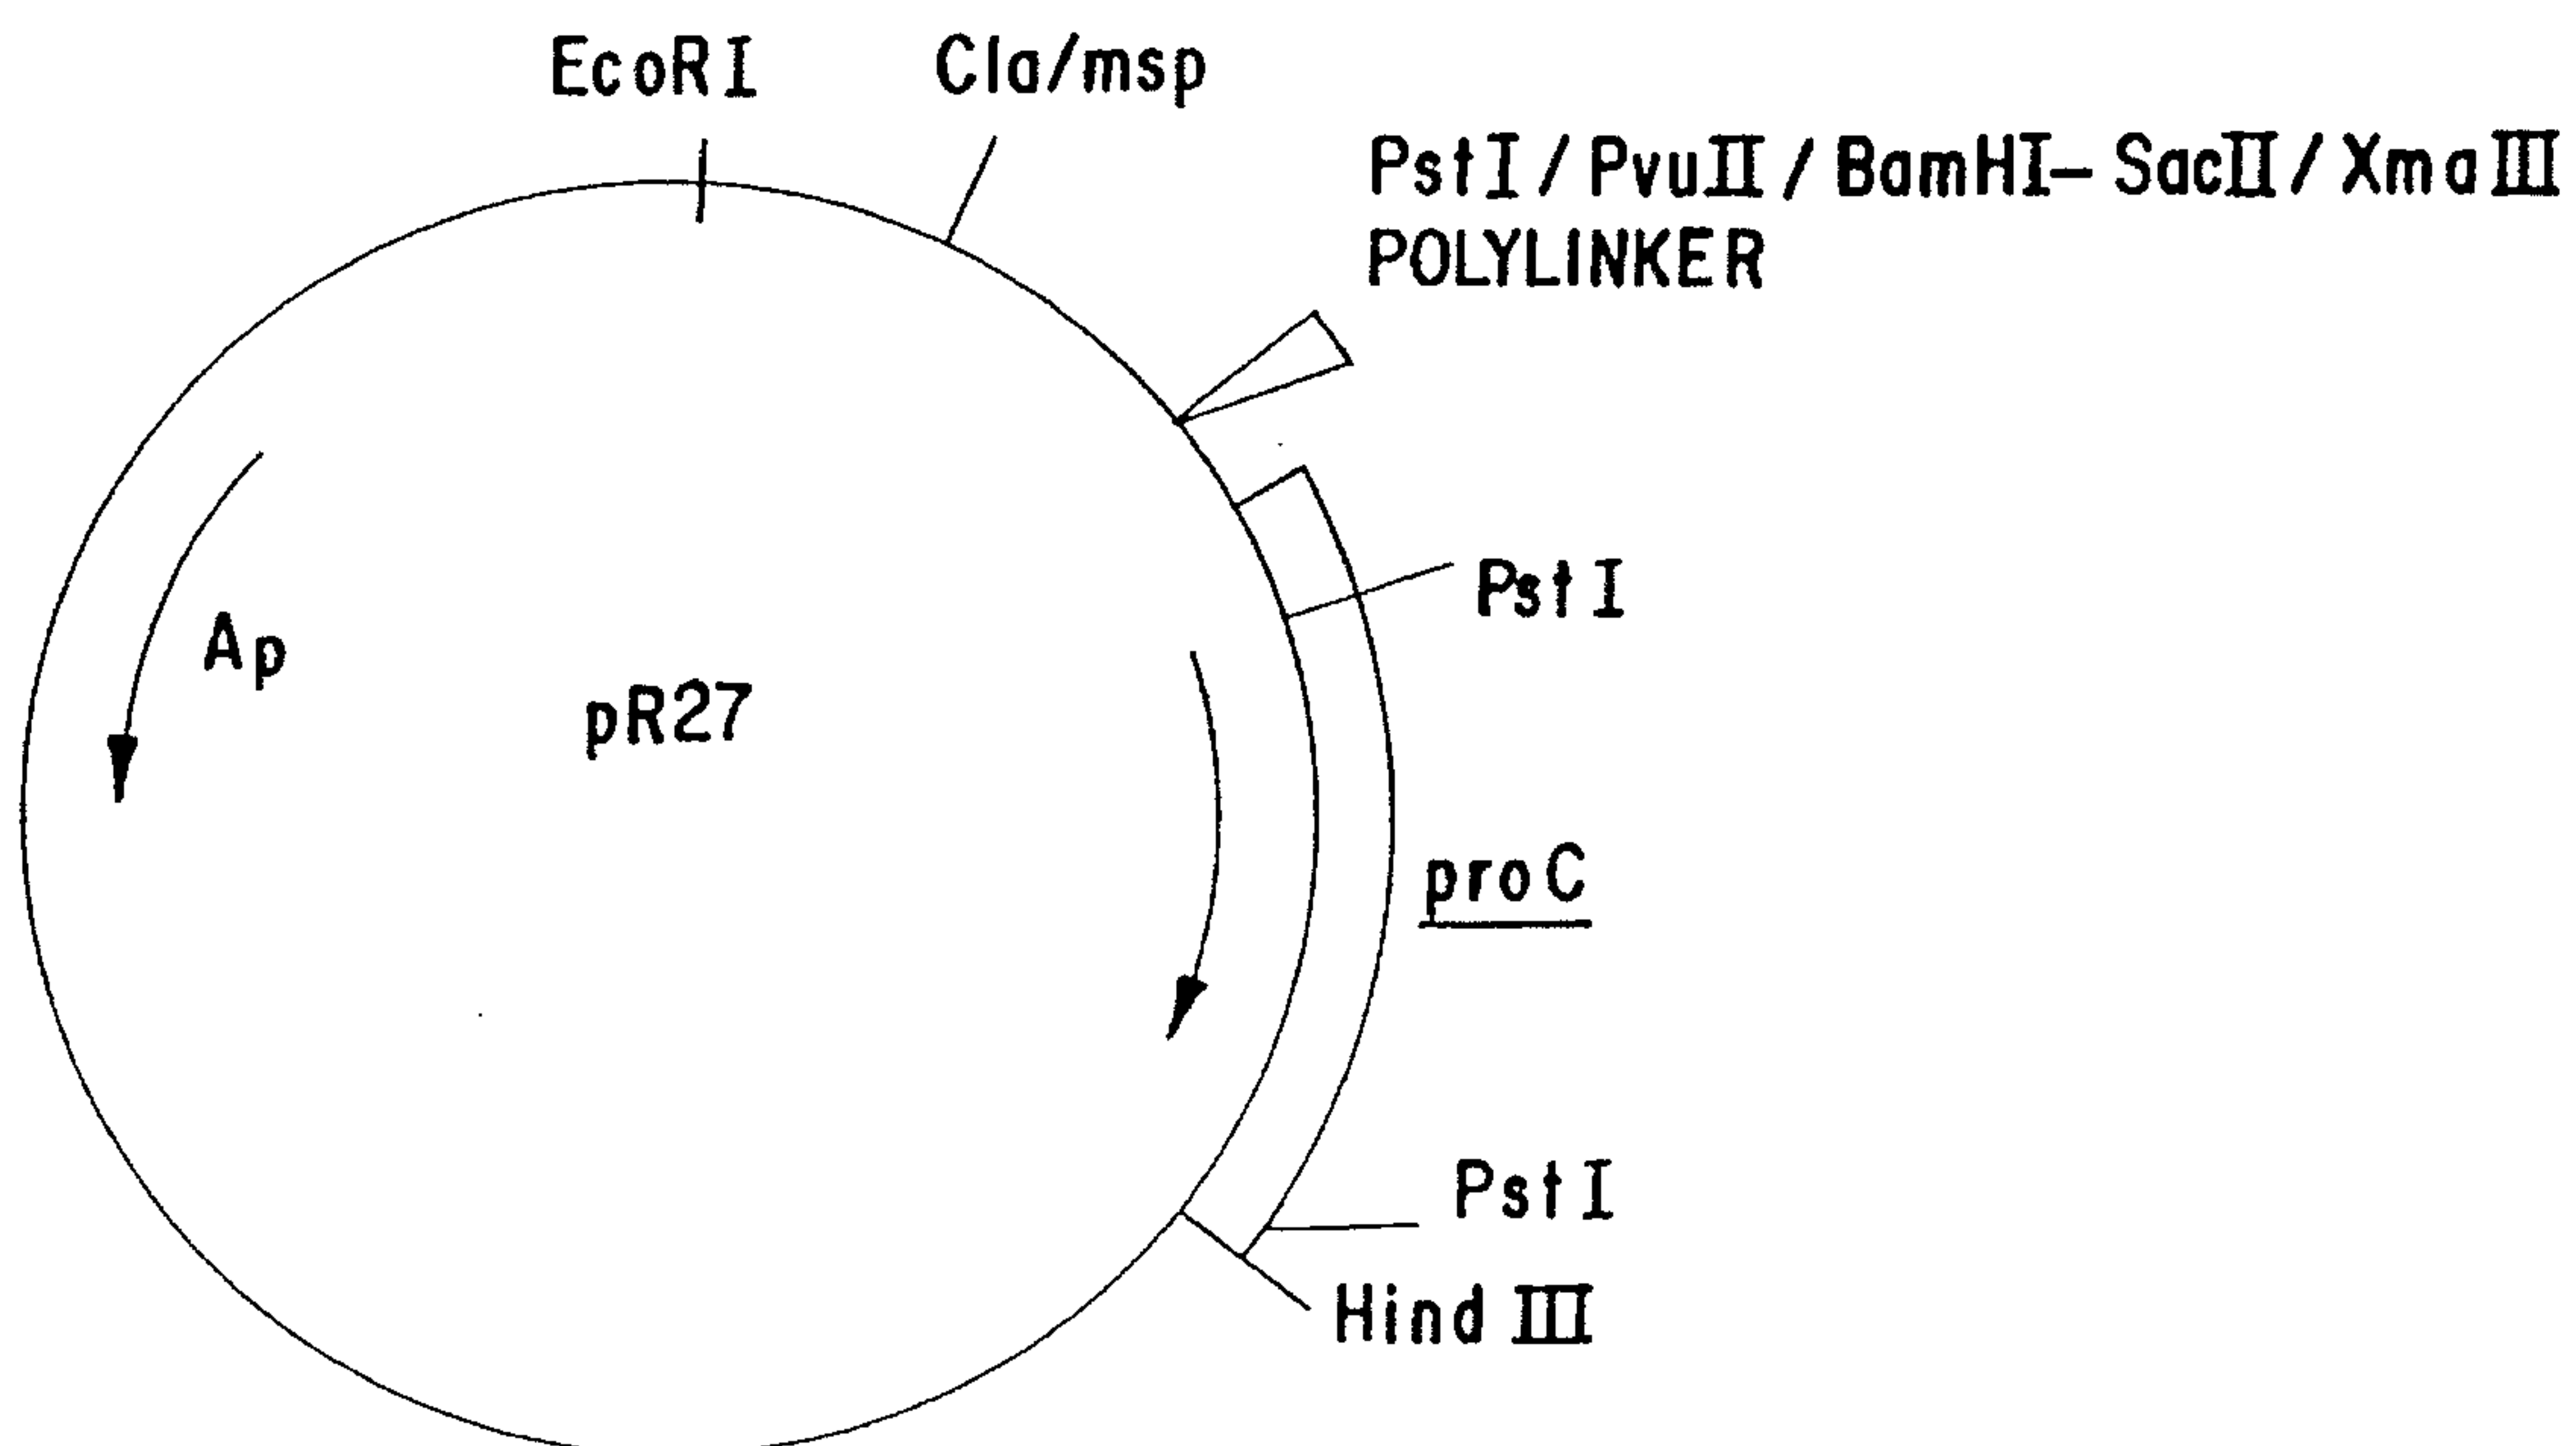 EcoRI
Cla/msp
PstI/PvuII/BamHI–SacII/XmaIII
POLYLINKER
PstI
Ap
pR27
proC
PstI
Hind III